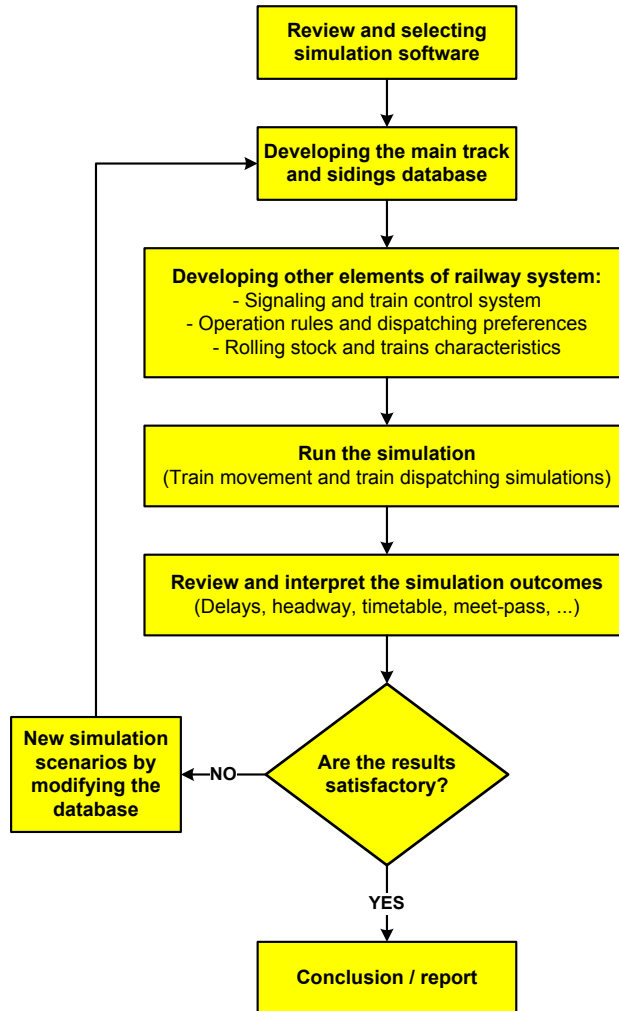 Review and selecting
simulation software
Developing the main track
and sidings database
Developing other elements of railway system:
- Signaling and train control system
- Operation rules and dispatching preferences
- Rolling stock and trains characteristics
Run the simulation
(Train movement and train dispatching simulations)
Review and interpret the simulation outcomes
(Delays, headway, timetable, meet-pass, ...)
Are the results
satisfactory?
NO
New simulation
scenarios by
modifying the
database
YES
Conclusion / report